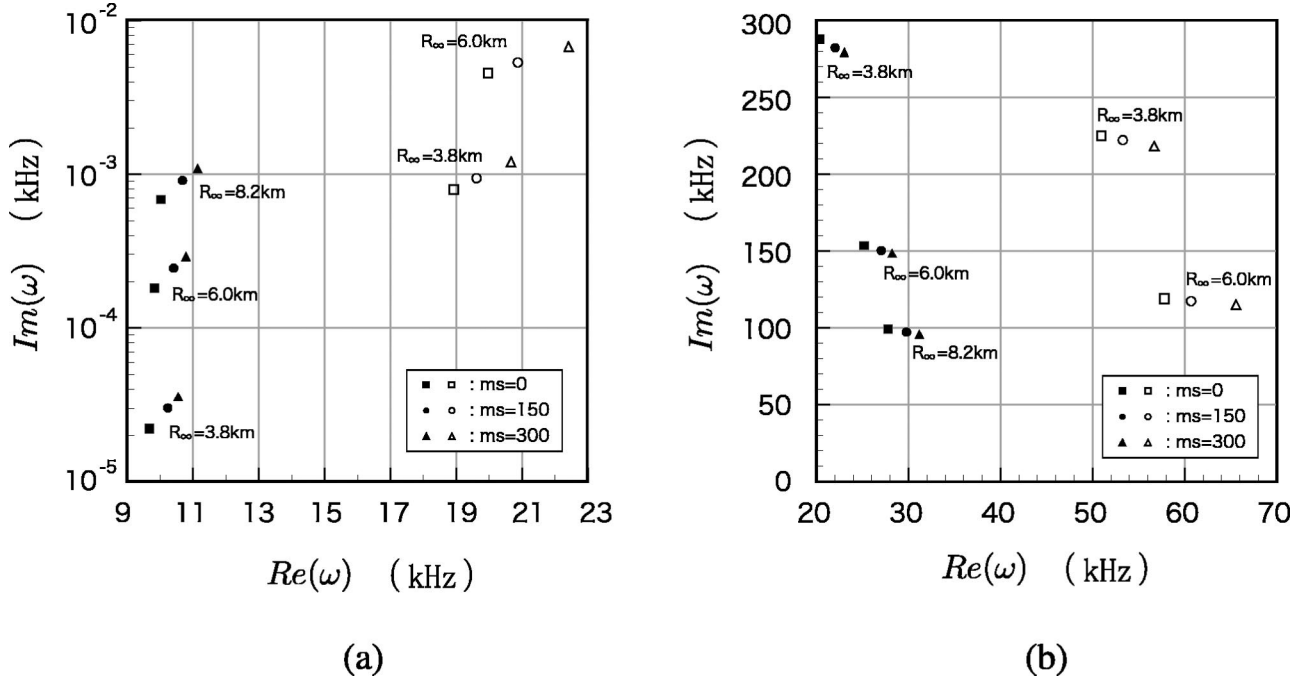 10^-2
10^-3
10^-4
10^-5
Im(ω) (kHz)
R∞=6.0km
R∞=3.8km
R∞=8.2km
R∞=6.0km
R∞=3.8km
: ms=0
: ms=150
: ms=300
9 11 13 15 17 19 21 23
Re(ω) (kHz)
(a)
300
250
200
150
100
50
0
Im(ω) (kHz)
R∞=3.8km
R∞=3.8km
R∞=6.0km
R∞=6.0km
R∞=8.2km
: ms=0
: ms=150
: ms=300
20 30 40 50 60 70
Re(ω) (kHz)
(b)